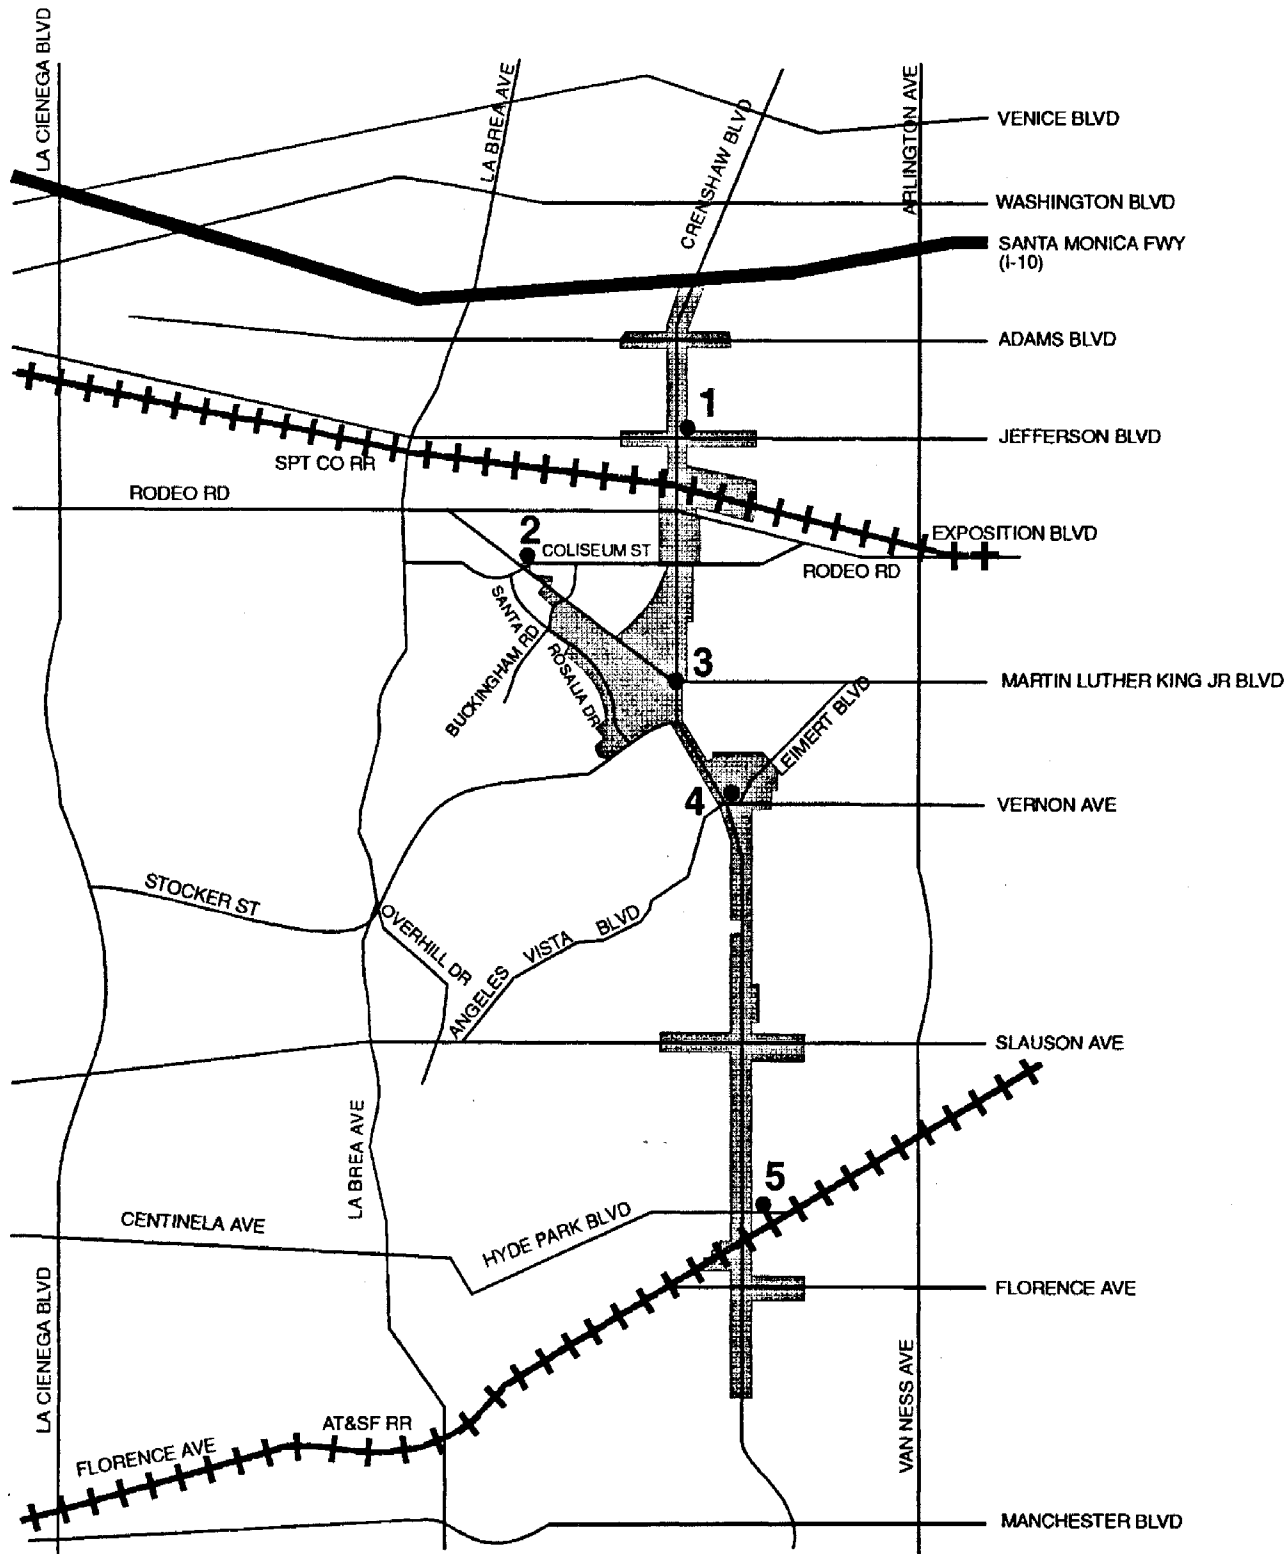 LA CIENEGA BLVD
LA BREA AVE
CRENSHAW BLVD
ARLINGTON AVE
VENICE BLVD
WASHINGTON BLVD
SANTA MONICA FWY
(I-10)
ADAMS BLVD
1
JEFFERSON BLVD
SPT CO RR
RODEO RD
2
COLISEUM ST
EXPOSITION BLVD
RODEO RD
SANTA
ROSALIA DR
BUCKINGHAM RD
3
MARTIN LUTHER KING JR BLVD
LEIMERT BLVD
4
VERNON AVE
STOCKER ST
OVERHILL DR
ANGELES VISTA BLVD
SLAUSON AVE
LA BREA AVE
5
CENTINELA AVE
HYDE PARK BLVD
FLORENCE AVE
LA CIENEGA BLVD
VAN NESS AVE
AT&SF RR
FLORENCE AVE
MANCHESTER BLVD